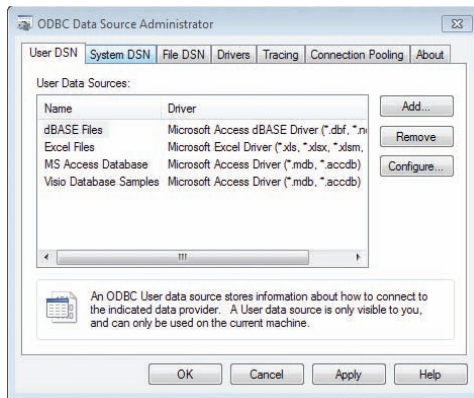 ODBC Data Source Administrator
User DSN System DSN File DSN Drivers Tracing Connection Pooling About
User Data Sources:
Name Driver
dBASE Files Microsoft Access dBASE Driver (*.dbf, *.n
Excel Files Microsoft Excel Driver (*.xls, *.xlsx, *.xlsm,
MS Access Database Microsoft Access Driver (*.mdb, *.accdb)
Visio Database Samples Microsoft Access Driver (*.mdb, *.accdb)
Add...
Remove
Configure...
An ODBC User data source stores information about how to connect to
the indicated data provider. A User data source is only visible to you,
and can only be used on the current machine.
OK Cancel Apply Help